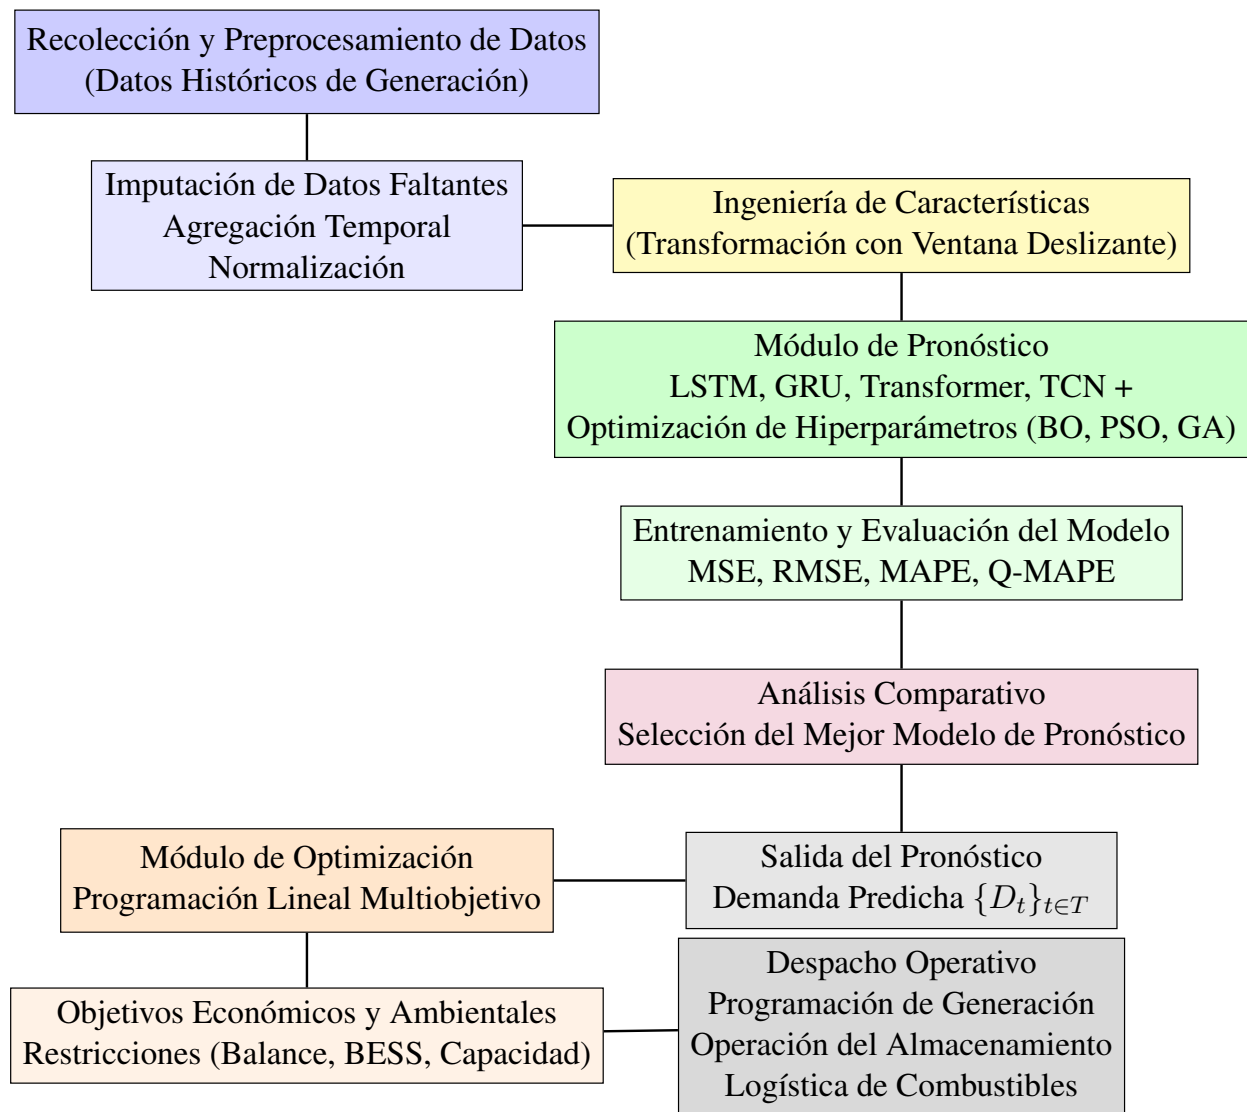 Recolección y Preprocesamiento de Datos
(Datos Históricos de Generación)
Imputación de Datos Faltantes
Agregación Temporal
Normalización
Ingeniería de Características
(Transformación con Ventana Deslizante)
Módulo de Pronóstico
LSTM, GRU, Transformer, TCN +
Optimización de Hiperparámetros (BO, PSO, GA)
Entrenamiento y Evaluación del Modelo
MSE, RMSE, MAPE, Q-MAPE
Análisis Comparativo
Selección del Mejor Modelo de Pronóstico
Salida del Pronóstico
Demanda Predicha $\{D_t\}_{t \in T}$
Módulo de Optimización
Programación Lineal Multiobjetivo
Objetivos Económicos y Ambientales
Restricciones (Balance, BESS, Capacidad)
Despacho Operativo
Programación de Generación
Operación del Almacenamiento
Logística de Combustibles